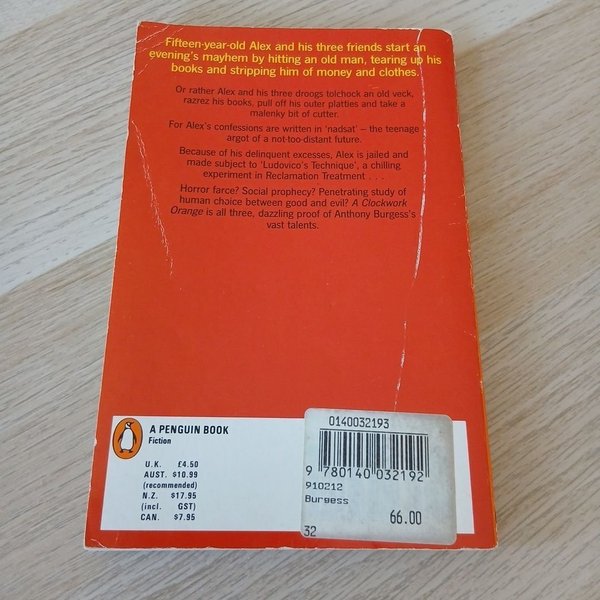 Fifteen-year-old Alex and his three friends start an
evening's mayhem by hitting an old man, tearing up his
books and stripping him of money and clothes.
Or rather Alex and his three droogs tolchock an old veck,
razrez his books, pull off his outer platties and take a
malenky bit of cutter.
For Alex's confessions are written in 'nadsat' – the teenage
argot of a not-too-distant future.
Because of his delinquent excesses, Alex is jailed and
made subject to 'Ludovico's Technique', a chilling
experiment in Reclamation Treatment . . .
Horror farce? Social prophecy? Penetrating study of
human choice between good and evil? A Clockwork
Orange is all three, dazzling proof of Anthony Burgess's
vast talents.
A PENGUIN BOOK
Fiction
U.K. £4.50
AUST. $10.99
(recommended)
N.Z. $17.95
(incl. GST)
CAN. $7.95
0140032193
9 780140 032192
910212
Burgess
66.00
32